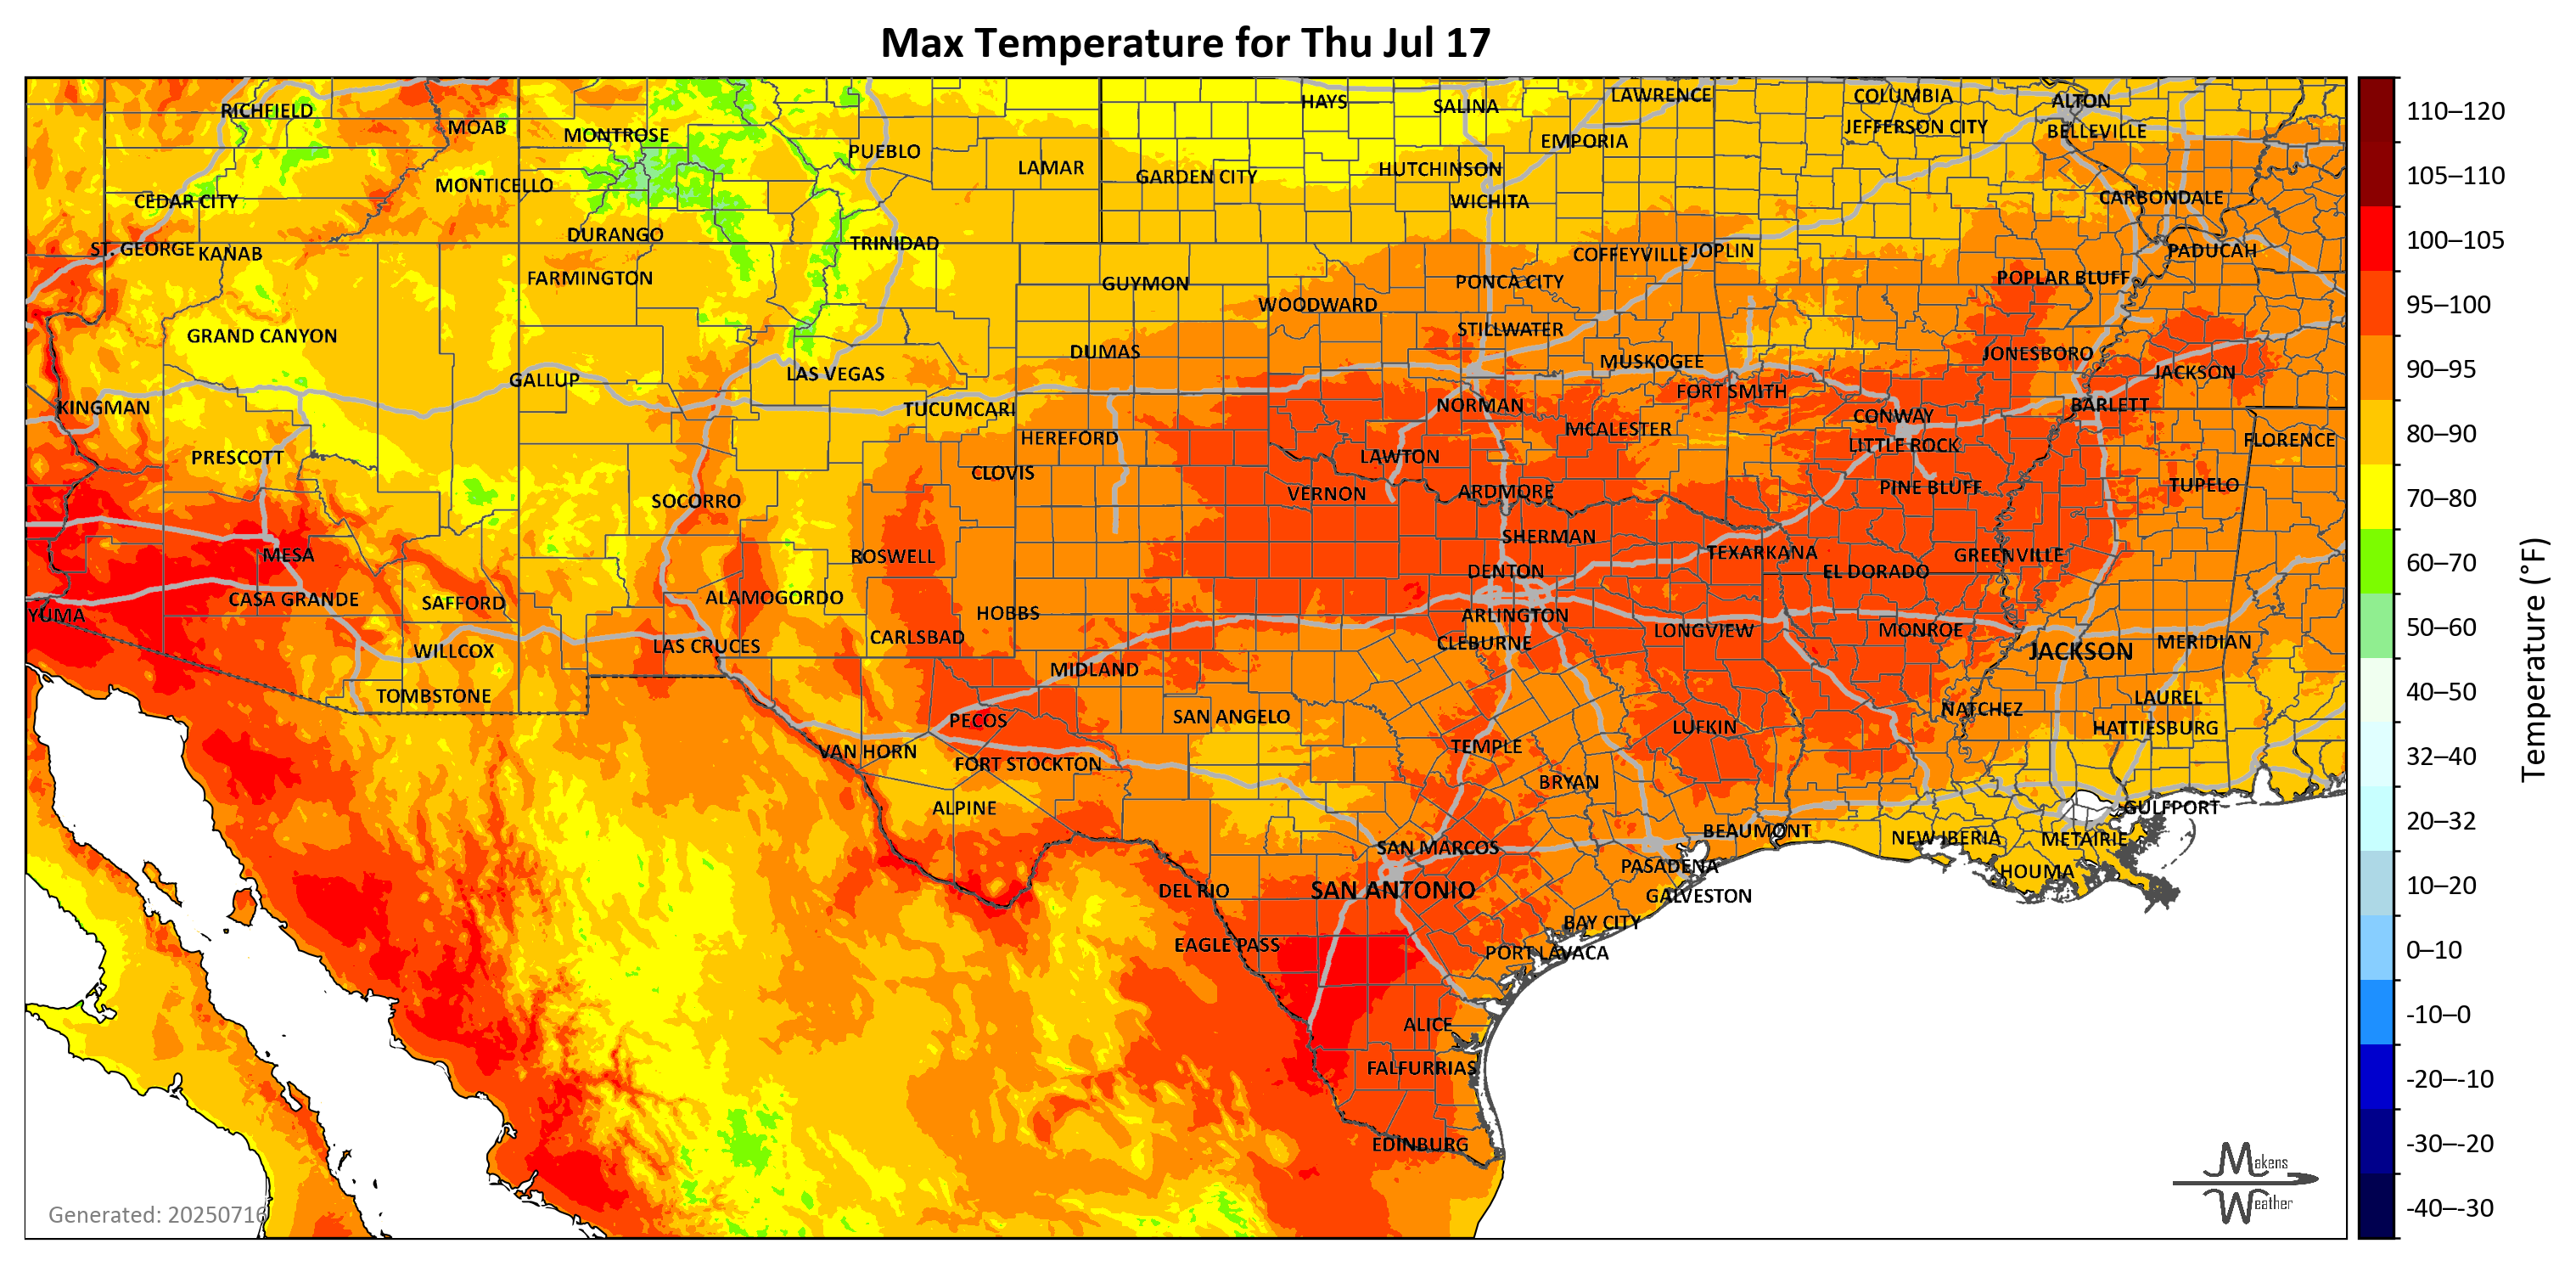 Max Temperature for Thu Jul 17
HAYS
SALINA
LAWRENCE
COLUMBIA
ALTON
RICHFIELD
MOAB
MONTROSE
PUEBLO
EMPORIA
JEFFERSON CITY
BELLEVILLE
LAMAR
GARDEN CITY
HUTCHINSON
MONTICELLO
CEDAR CITY
WICHITA
CARBONDALE
DURANGO
TRINIDAD
ST. GEORGE
KANAB
COFFEYVILLE
JOPLIN
PADUCAH
FARMINGTON
GUYMON
PONCA CITY
POPLAR BLUFF
WOODWARD
GRAND CANYON
STILLWATER
DUMAS
MUSKOGEE
JONESBORO
GALLUP
LAS VEGAS
FORT SMITH
JACKSON
KINGMAN
TUCUMCARI
NORMAN
CONWAY
BARLETT
HEREFORD
MCALESTER
LITTLE ROCK
FLORENCE
PRESCOTT
CLOVIS
LAWTON
SOCORRO
VERNON
ARDMORE
PINE BLUFF
TUPELO
MESA
ROSWELL
SHERMAN
TEXARKANA
GREENVILLE
DENTON
EL DORADO
CASA GRANDE
SAFFORD
ALAMOGORDO
HOBBS
YUMA
ARLINGTON
WILLCOX
LAS CRUCES
CARLSBAD
CLEBURNE
LONGVIEW
MONROE
JACKSON
MERIDIAN
MIDLAND
TOMBSTONE
PECOS
SAN ANGELO
LUFKIN
NATCHEZ
LAUREL
HATTIESBURG
VAN HORN
FORT STOCKTON
TEMPLE
BRYAN
ALPINE
BEAUMONT
NEW IBERIA
METAIRIE
GULFPORT
SAN MARCOS
PASADENA
HOUMA
DEL RIO
SAN ANTONIO
GALVESTON
EAGLE PASS
BAY CITY
PORT LAVACA
ALICE
FALFURRIAS
EDINBURG
Generated: 20250716
Makens
Weather
110–120
105–110
100–105
95–100
90–95
80–90
70–80
60–70
50–60
40–50
32–40
20–32
10–20
0–10
-10–0
-20–-10
-30–-20
-40–-30
Temperature (°F)